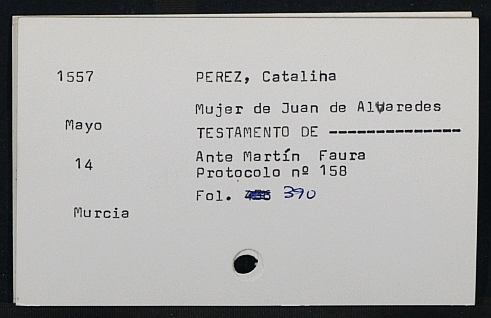 1557 PEREZ, Catalina
Mujer de Juan de Alvaredes
Mayo
TESTAMENTO DE --------------
14 Ante Martín Faura
Protocolo nº 158
Fol. 390
Murcia